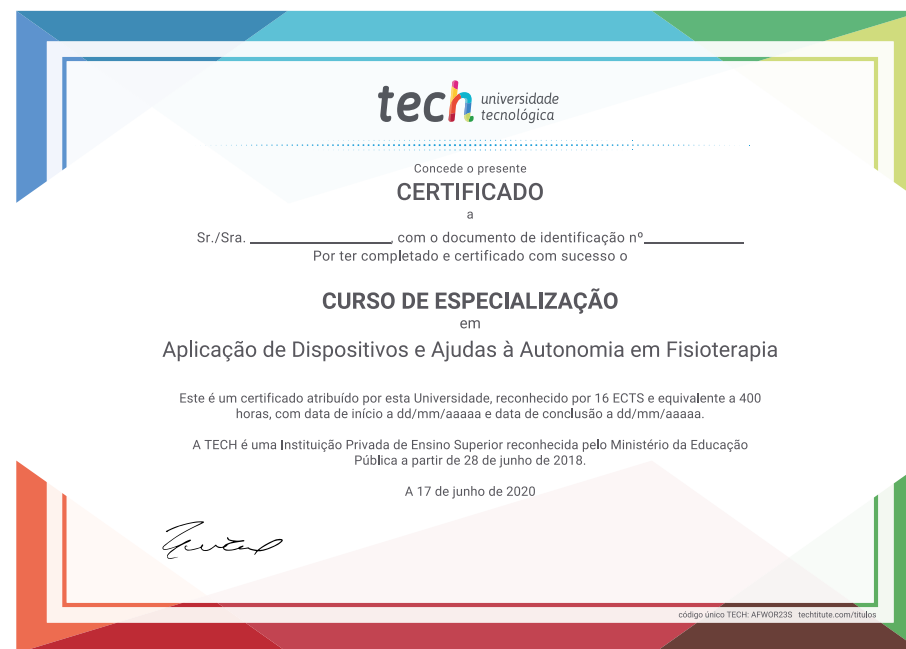 tech universidade
tecnológica
Concede o presente
CERTIFICADO
a
Sr./Sra. ____________________, com o documento de identificação nº______________
Por ter completado e certificado com sucesso o
CURSO DE ESPECIALIZAÇÃO
em
Aplicação de Dispositivos e Ajudas à Autonomia em Fisioterapia
Este é um certificado atribuído por esta Universidade, reconhecido por 16 ECTS e equivalente a 400
horas, com data de início a dd/mm/aaaaa e data de conclusão a dd/mm/aaaaa.
A TECH é uma Instituição Privada de Ensino Superior reconhecida pelo Ministério da Educação
Pública a partir de 28 de junho de 2018.
A 17 de junho de 2020
código único TECH: AFWOR23S techtitute.com/titulos